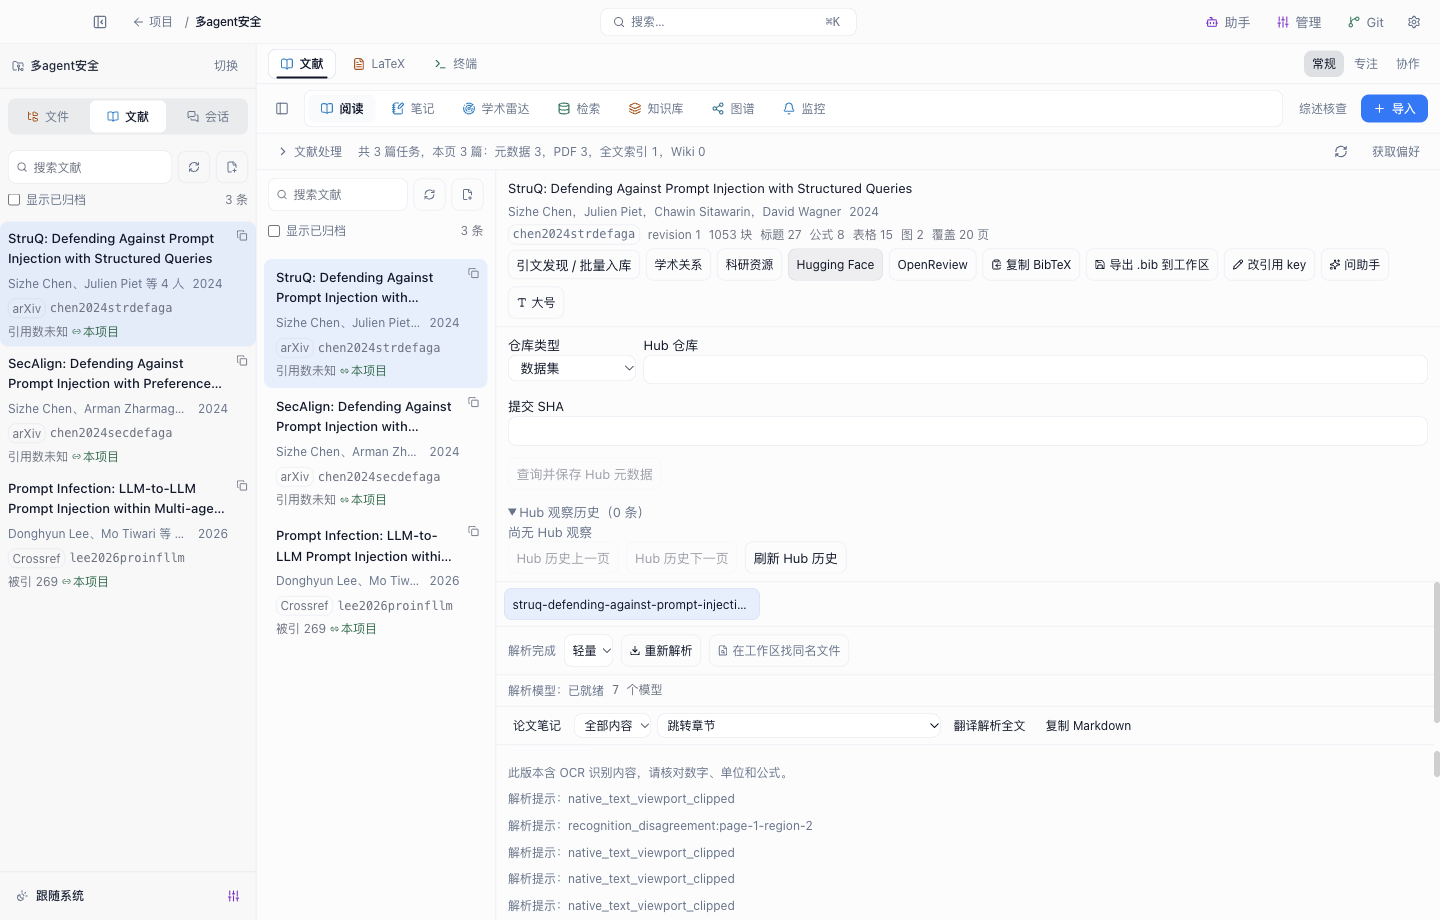 项目 / 多agent安全
搜索... ⌘K
助手 管理 Git
多agent安全 切换
文献 LaTeX 终端
常规 专注 协作
文件 文献 会话
阅读 笔记 学术雷达 检索 知识库 图谱 监控
综述核查 导入
文献处理 共 3 篇任务，本页 3 篇：元数据 3，PDF 3，全文索引 1，Wiki 0
获取偏好
搜索文献
显示已归档 3 条
StruQ: Defending Against Prompt
Injection with Structured Queries
Sizhe Chen、Julien Piet 等 4 人 2024
arXiv chen2024strdefaga
引用数未知 本项目
SecAlign: Defending Against
Prompt Injection with Preference...
Sizhe Chen、Arman Zharmag... 2024
arXiv chen2024secdefaga
引用数未知 本项目
Prompt Infection: LLM-to-LLM
Prompt Injection within Multi-age...
Donghyun Lee、Mo Tiwari 等 ... 2026
Crossref lee2026proinfllm
被引 269 本项目
跟随系统
搜索文献
显示已归档 3 条
StruQ: Defending Against
Prompt Injection with...
Sizhe Chen、Julien Piet... 2024
arXiv chen2024strdefaga
引用数未知 本项目
SecAlign: Defending Against
Prompt Injection with...
Sizhe Chen、Arman Zh... 2024
arXiv chen2024secdefaga
引用数未知 本项目
Prompt Infection: LLM-to-
LLM Prompt Injection withi...
Donghyun Lee、Mo Tiw... 2026
Crossref lee2026proinfllm
被引 269 本项目
StruQ: Defending Against Prompt Injection with Structured Queries
Sizhe Chen，Julien Piet，Chawin Sitawarin，David Wagner 2024
chen2024strdefaga revision 1 1053 块 标题 27 公式 8 表格 15 图 2 覆盖 20 页
引文发现 / 批量入库 学术关系 科研资源 Hugging Face OpenReview 复制 BibTeX 导出 .bib 到工作区 改引用 key 问助手
大号
仓库类型 Hub 仓库
数据集
提交 SHA
查询并保存 Hub 元数据
Hub 观察历史（0 条）
尚无 Hub 观察
Hub 历史上一页 Hub 历史下一页 刷新 Hub 历史
struq-defending-against-prompt-injecti...
解析完成 轻量 重新解析 在工作区找同名文件
解析模型：已就绪 7 个模型
论文笔记 全部内容 跳转章节 翻译解析全文 复制 Markdown
此版本含 OCR 识别内容，请核对数字、单位和公式。
解析提示：native_text_viewport_clipped
解析提示：recognition_disagreement:page-1-region-2
解析提示：native_text_viewport_clipped
解析提示：native_text_viewport_clipped
解析提示：native_text_viewport_clipped